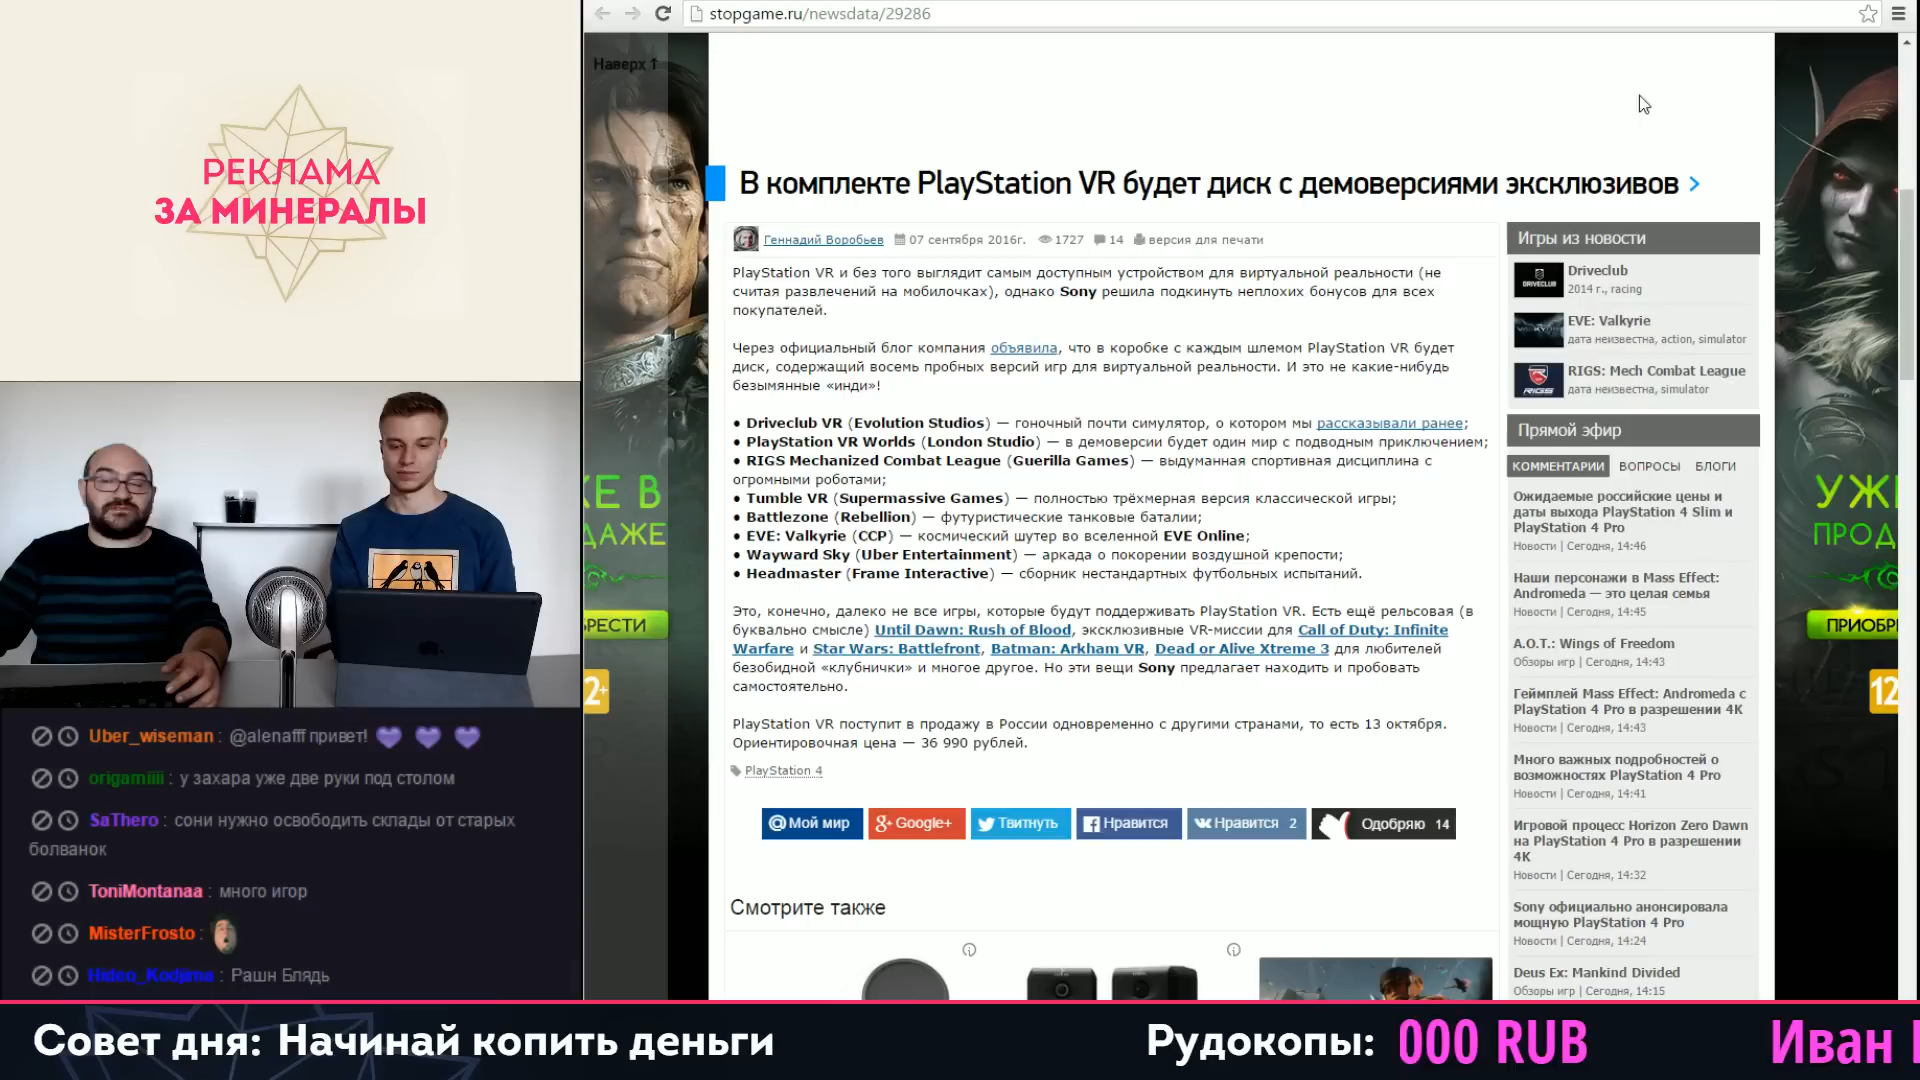 РЕКЛАМА
ЗА МИНЕРАЛЫ
stopgame.ru/newsdata/29286
Наверх 1
В комплекте PlayStation VR будет диск с демоверсиями эксклюзивов
Геннадий Воробьев 07 сентября 2016г. 1727 14 версия для печати
PlayStation VR и без того выглядит самым доступным устройством для виртуальной реальности (не
считая развлечений на мобилочках), однако Sony решила подкинуть неплохих бонусов для всех
покупателей.
Через официальный блог компания объявила, что в коробке с каждым шлемом PlayStation VR будет
диск, содержащий восемь пробных версий игр для виртуальной реальности. И это не какие-нибудь
безымянные «инди»!
● Driveclub VR (Evolution Studios) — гоночный почти симулятор, о котором мы рассказывали ранее;
● PlayStation VR Worlds (London Studio) — в демоверсии будет один мир с подводным приключением;
● RIGS Mechanized Combat League (Guerilla Games) — выдуманная спортивная дисциплина с
огромными роботами;
● Tumble VR (Supermassive Games) — полностью трёхмерная версия классической игры;
● Battlezone (Rebellion) — футуристические танковые баталии;
● EVE: Valkyrie (CCP) — космический шутер во вселенной EVE Online;
● Wayward Sky (Uber Entertainment) — аркада о покорении воздушной крепости;
● Headmaster (Frame Interactive) — сборник нестандартных футбольных испытаний.
Это, конечно, далеко не все игры, которые будут поддерживать PlayStation VR. Есть ещё рельсовая (в
буквально смысле) Until Dawn: Rush of Blood, эксклюзивные VR-миссии для Call of Duty: Infinite
Warfare и Star Wars: Battlefront, Batman: Arkham VR, Dead or Alive Xtreme 3 для любителей
безобидной «клубнички» и многое другое. Но эти вещи Sony предлагает находить и пробовать
самостоятельно.
PlayStation VR поступит в продажу в России одновременно с другими странами, то есть 13 октября.
Ориентировочная цена — 36 990 рублей.
PlayStation 4
Мой мир Google+ Твитнуть Нравится Нравится 2 Одобряю 14
Смотрите также
Игры из новости
Driveclub
2014 г., racing
EVE: Valkyrie
дата неизвестна, action, simulator
RIGS: Mech Combat League
дата неизвестна, simulator
Прямой эфир
КОММЕНТАРИИ ВОПРОСЫ БЛОГИ
Ожидаемые российские цены и
даты выхода PlayStation 4 Slim и
PlayStation 4 Pro
Новости | Сегодня, 14:46
Наши персонажи в Mass Effect:
Andromeda — это целая семья
Новости | Сегодня, 14:45
A.O.T.: Wings of Freedom
Обзоры игр | Сегодня, 14:43
Геймплей Mass Effect: Andromeda с
PlayStation 4 Pro в разрешении 4K
Новости | Сегодня, 14:43
Много важных подробностей о
возможностях PlayStation 4 Pro
Новости | Сегодня, 14:41
Игровой процесс Horizon Zero Dawn
на PlayStation 4 Pro в разрешении
4K
Новости | Сегодня, 14:32
Sony официально анонсировала
мощную PlayStation 4 Pro
Новости | Сегодня, 14:24
Deus Ex: Mankind Divided
Обзоры игр | Сегодня, 14:15
КЕ В
ДАЖЕ
БРЕСТИ
2+
УЖ
ПРОД
ПРИОБР
12
Uber_wiseman : @alenafff привет!
origamiiii : у захара уже две руки под столом
SaThero : сони нужно освободить склады от старых
болванок
ToniMontanaa : много игор
MisterFrosto :
Hideo_Kodjima : Рашн Блядь
Совет дня: Начинай копить деньги
Рудокопы: 000 RUB Иван